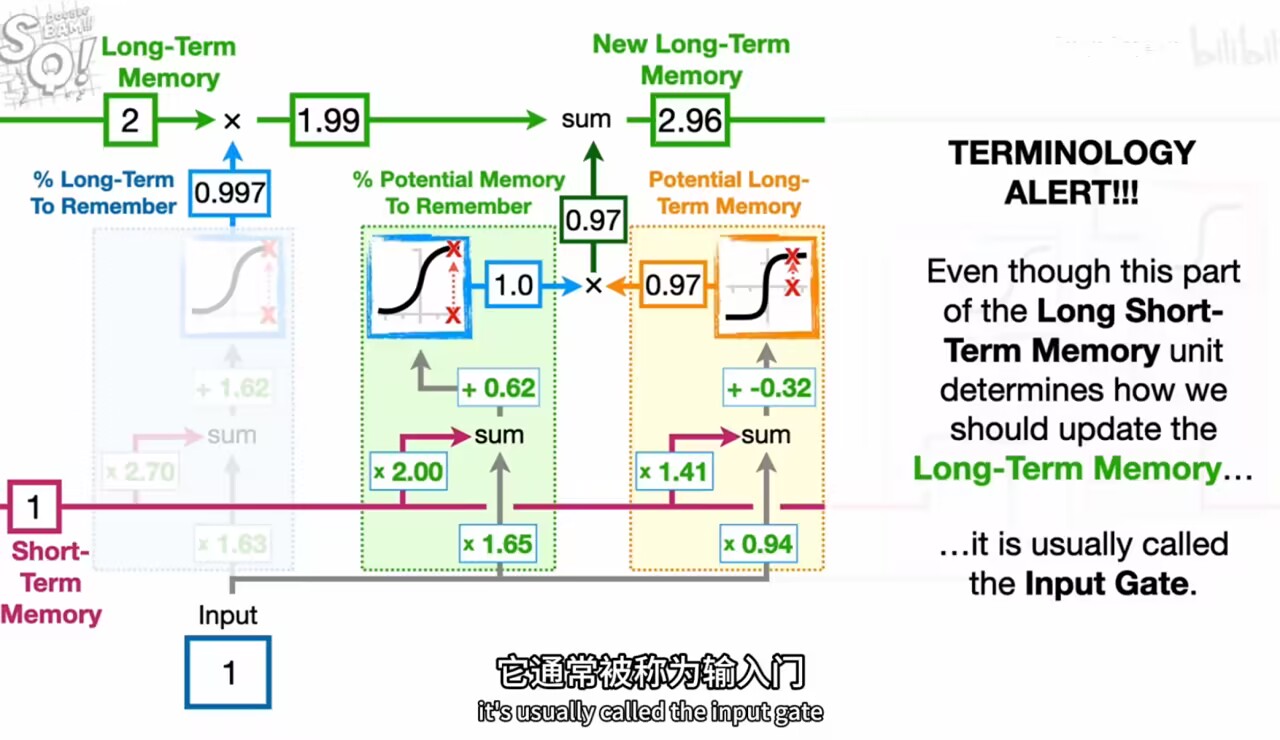 DOUBLE
BAM!!
SQ!
Long-Term
Memory
New Long-Term
Memory
2
×
1.99
sum
2.96
% Long-Term
To Remember
0.997
% Potential Memory
To Remember
0.97
Potential Long-
Term Memory
X
X
X
X
1.0
×
0.97
X
X
+ 1.62
+ 0.62
+ -0.32
sum
sum
sum
x 2.70
x 2.00
x 1.41
1
Short-
Term
Memory
x 1.63
x 1.65
x 0.94
Input
1
TERMINOLOGY
ALERT!!!
Even though this part
of the Long Short-
Term Memory unit
determines how we
should update the
Long-Term Memory…
…it is usually called
the Input Gate.
它通常被称为输入门
it's usually called the input gate